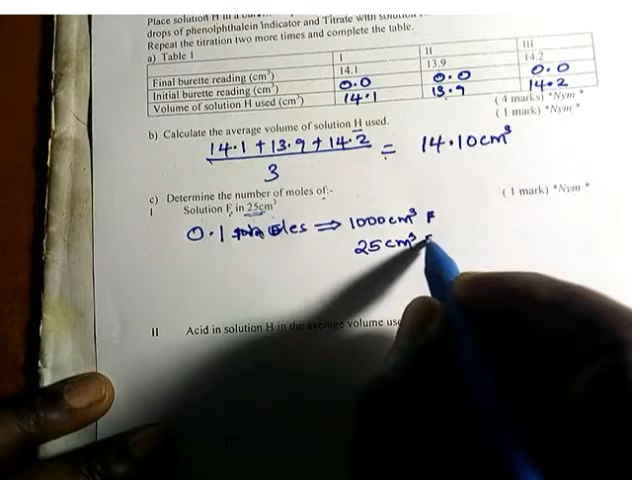 Place solution H in a
drops of phenolphthalein indicator and Titrate with
Repeat the titration two more times and complete the table.
a) Table 1
I II III
Final burette reading (cm³) 14.1 13.9 14.2
Initial burette reading (cm³) 0.0 0.0 0.0
Volume of solution H used (cm³) 14.1 13.9 14.2
( 4 marks) *Nym *
( 1 mark) *Nym *
b) Calculate the average volume of solution H used.
14.1 + 13.9 + 14.2 = 14.10cm³
3
c) Determine the number of moles of:-
I Solution F in 25cm³ ( 1 mark) *Nym *
0.1 moles ⇒ 1000cm³ F
25cm³
II Acid in solution H in the average volume